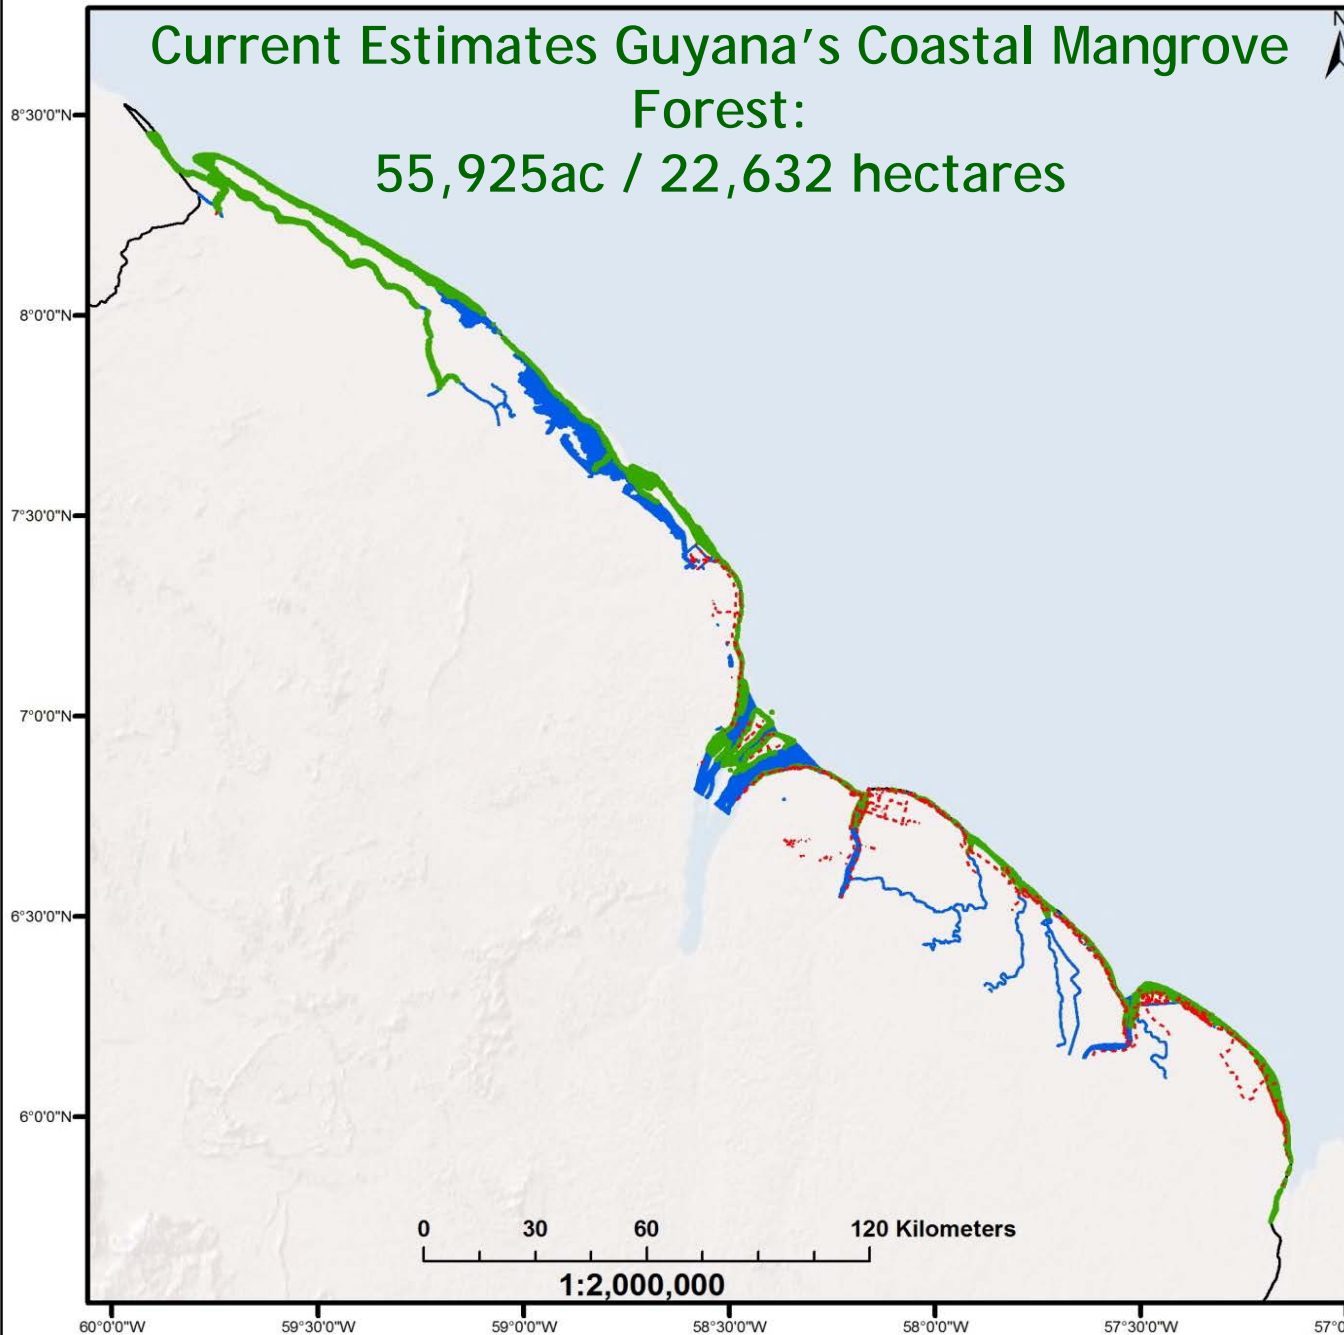 Current Estimates Guyana's Coastal Mangrove
Forest:
55,925ac / 22,632 hectares
N
8°30'0"N
8°0'0"N
7°30'0"N
7°0'0"N
6°30'0"N
6°0'0"N
0 30 60 120 Kilometers
1:2,000,000
60°0'0"W 59°30'0"W 59°0'0"W 58°30'0"W 58°0'0"W 57°30'0"W